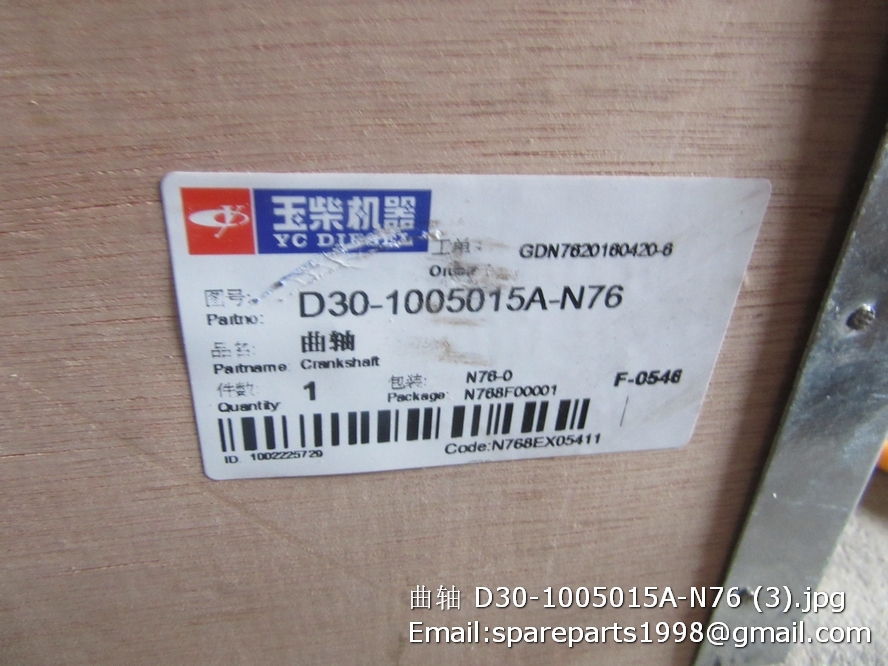 玉柴机器
YC DIESEL
工单:
GDN7620160420-6
图号:
Partno:
D30-1005015A-N76
品名:
Partname
曲轴
Crankshaft
件数:
Quantity
1
包装:
Package
N76-0
N768F00001
F-0546
ID: 1002225729
Code:N768EX05411
曲轴 D30-1005015A-N76 (3).jpg
Email:spareparts1998@gmail.com